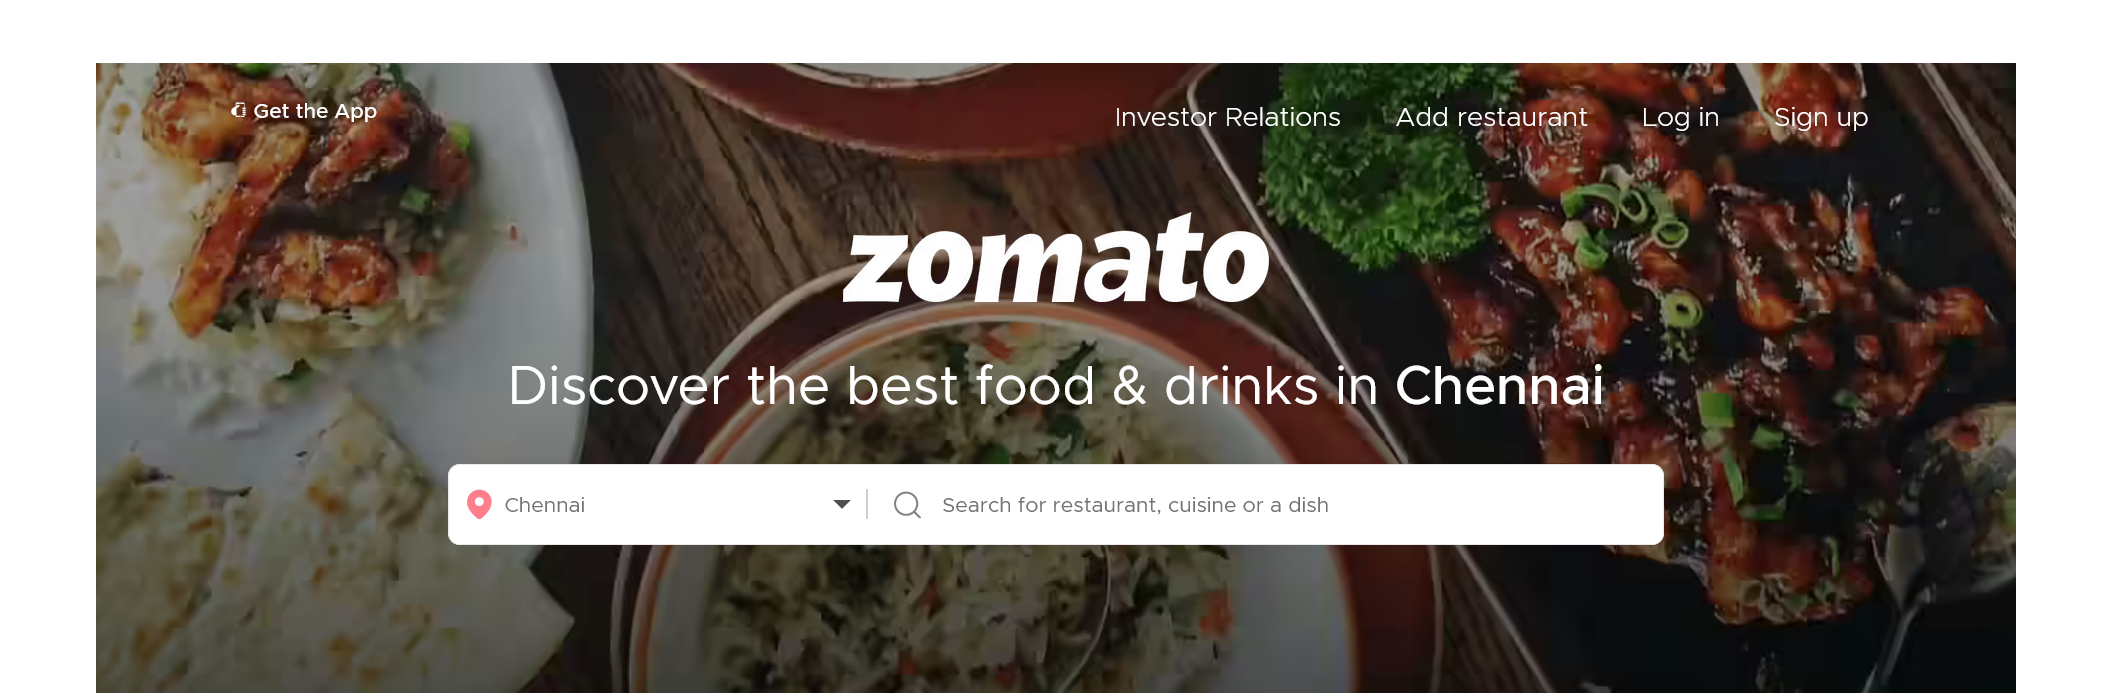 Get the App
Investor Relations Add restaurant Log in Sign up
zomato
Discover the best food & drinks in Chennai
Chennai
Search for restaurant, cuisine or a dish